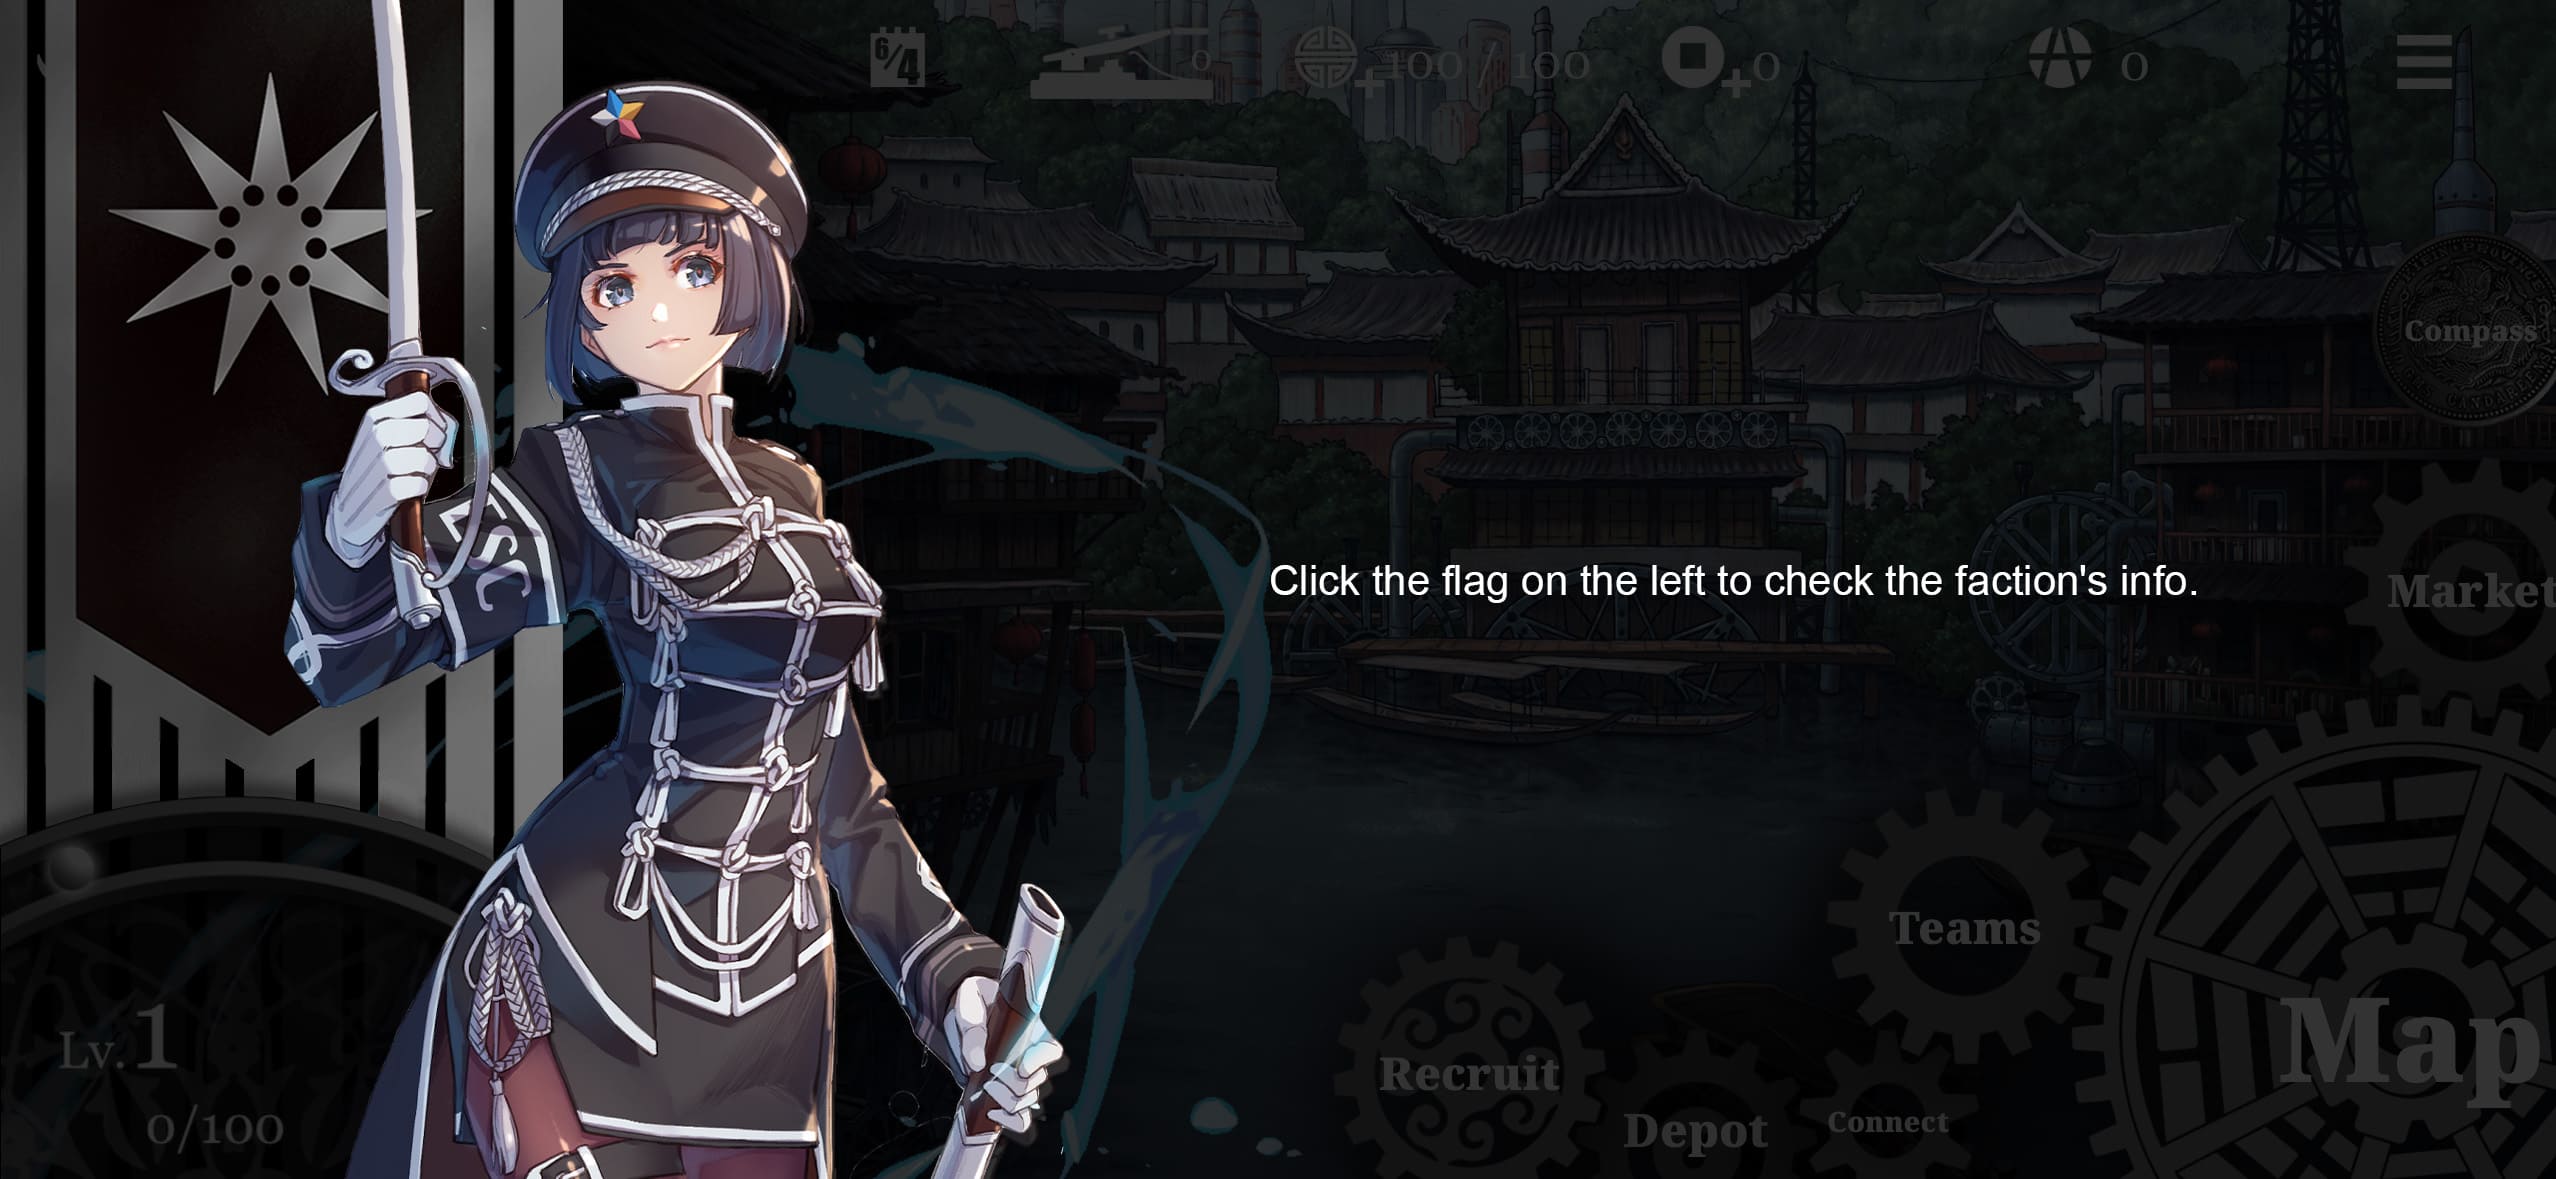 6/4
0
100 / 100
0
0
Compass
ESC
Click the flag on the left to check the faction's info.
Market
Teams
Map
Recruit
Depot
Connect
Lv.1
0/100